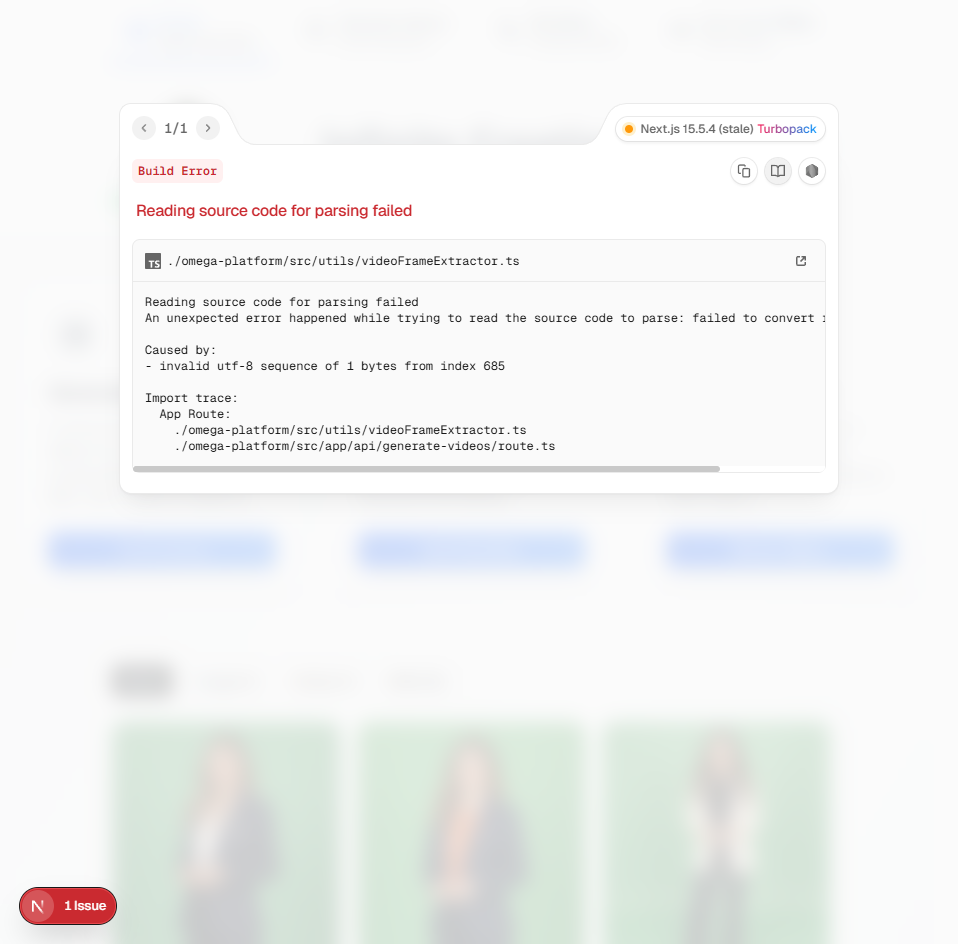 1/1
Next.js 15.5.4 (stale) Turbopack
Build Error
Reading source code for parsing failed
TS ./omega-platform/src/utils/videoFrameExtractor.ts
Reading source code for parsing failed
An unexpected error happened while trying to read the source code to parse: failed to convert
Caused by:
- invalid utf-8 sequence of 1 bytes from index 685
Import trace:
App Route:
./omega-platform/src/utils/videoFrameExtractor.ts
./omega-platform/src/app/api/generate-videos/route.ts
N 1 Issue